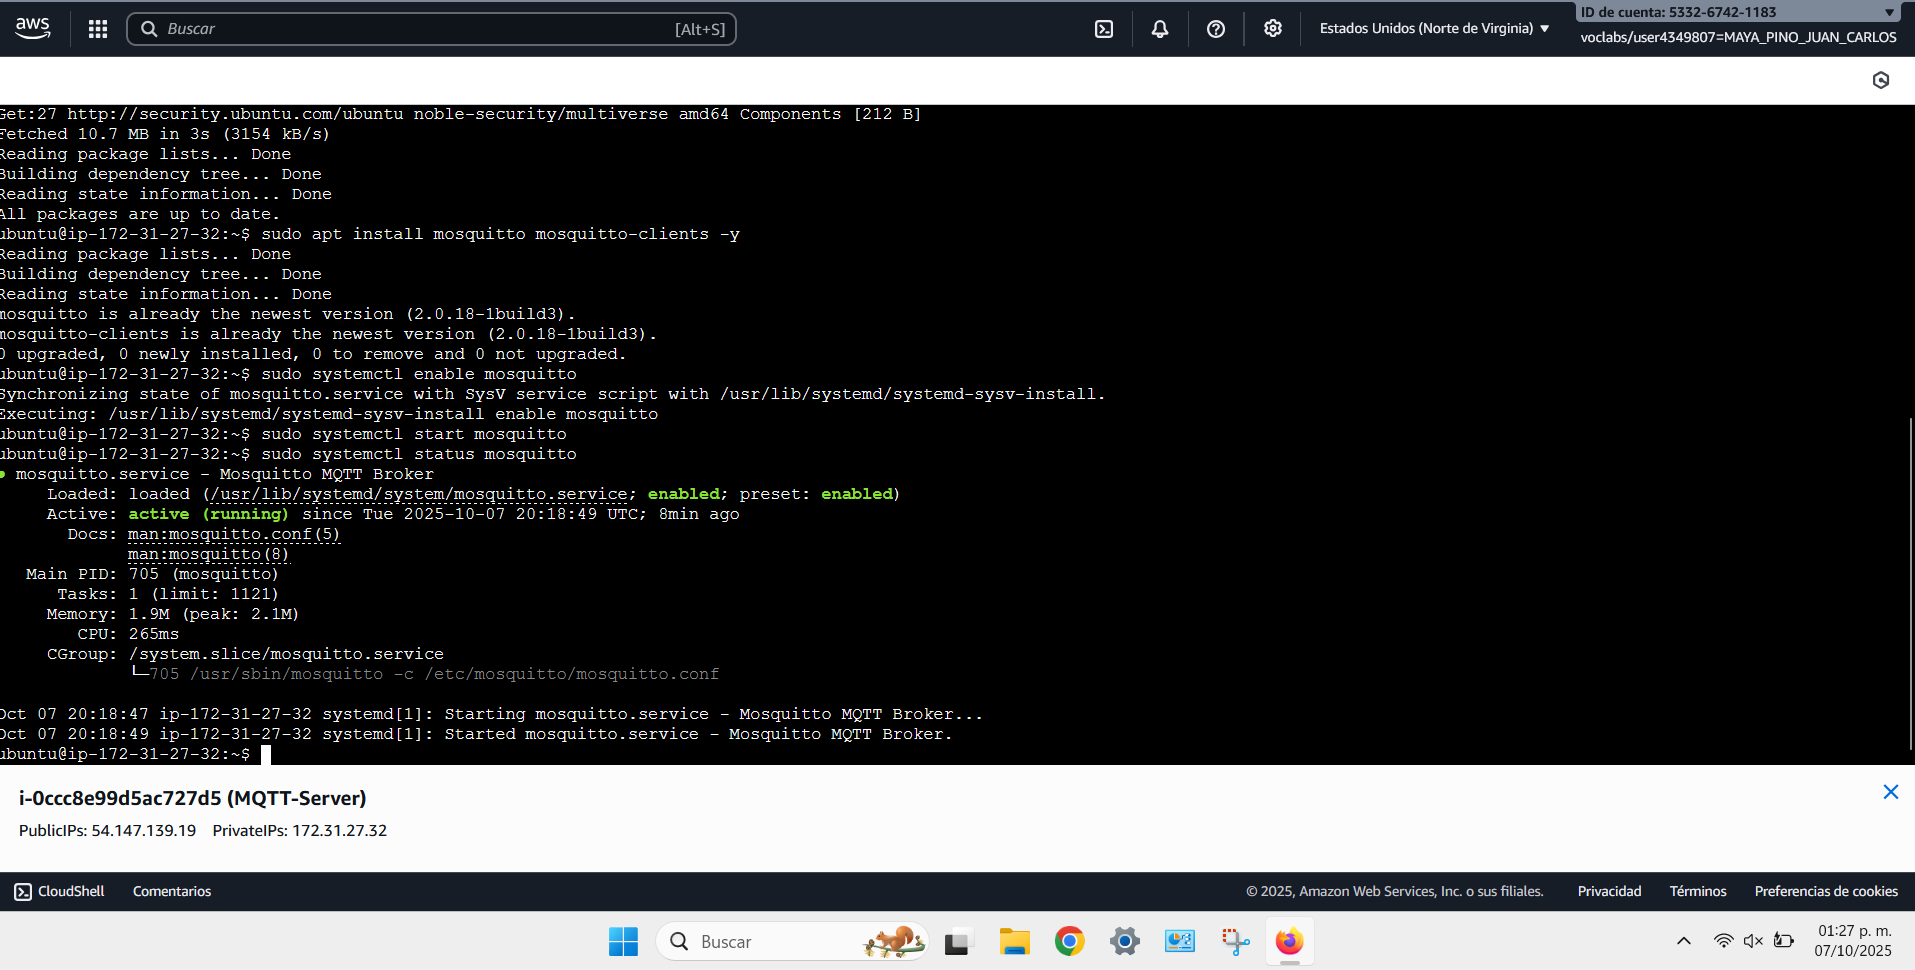 aws
Buscar [Alt+S]
Estados Unidos (Norte de Virginia) ▼
ID de cuenta: 5332-6742-1183
voclabs/user4349807=MAYA_PINO_JUAN_CARLOS
Get:27 http://security.ubuntu.com/ubuntu noble-security/multiverse amd64 Components [212 B]
Fetched 10.7 MB in 3s (3154 kB/s)
Reading package lists... Done
Building dependency tree... Done
Reading state information... Done
All packages are up to date.
ubuntu@ip-172-31-27-32:~$ sudo apt install mosquitto mosquitto-clients -y
Reading package lists... Done
Building dependency tree... Done
Reading state information... Done
mosquitto is already the newest version (2.0.18-1build3).
mosquitto-clients is already the newest version (2.0.18-1build3).
0 upgraded, 0 newly installed, 0 to remove and 0 not upgraded.
ubuntu@ip-172-31-27-32:~$ sudo systemctl enable mosquitto
Synchronizing state of mosquitto.service with SysV service script with /usr/lib/systemd/systemd-sysv-install.
Executing: /usr/lib/systemd/systemd-sysv-install enable mosquitto
ubuntu@ip-172-31-27-32:~$ sudo systemctl start mosquitto
ubuntu@ip-172-31-27-32:~$ sudo systemctl status mosquitto
● mosquitto.service - Mosquitto MQTT Broker
Loaded: loaded (/usr/lib/systemd/system/mosquitto.service; enabled; preset: enabled)
Active: active (running) since Tue 2025-10-07 20:18:49 UTC; 8min ago
Docs: man:mosquitto.conf(5)
man:mosquitto(8)
Main PID: 705 (mosquitto)
Tasks: 1 (limit: 1121)
Memory: 1.9M (peak: 2.1M)
CPU: 265ms
CGroup: /system.slice/mosquitto.service
└─705 /usr/sbin/mosquitto -c /etc/mosquitto/mosquitto.conf
Oct 07 20:18:47 ip-172-31-27-32 systemd[1]: Starting mosquitto.service - Mosquitto MQTT Broker...
Oct 07 20:18:49 ip-172-31-27-32 systemd[1]: Started mosquitto.service - Mosquitto MQTT Broker.
ubuntu@ip-172-31-27-32:~$
i-0ccc8e99d5ac727d5 (MQTT-Server)
PublicIPs: 54.147.139.19 PrivateIPs: 172.31.27.32
CloudShell Comentarios © 2025, Amazon Web Services, Inc. o sus filiales. Privacidad Términos Preferencias de cookies
Buscar
01:27 p. m.
07/10/2025